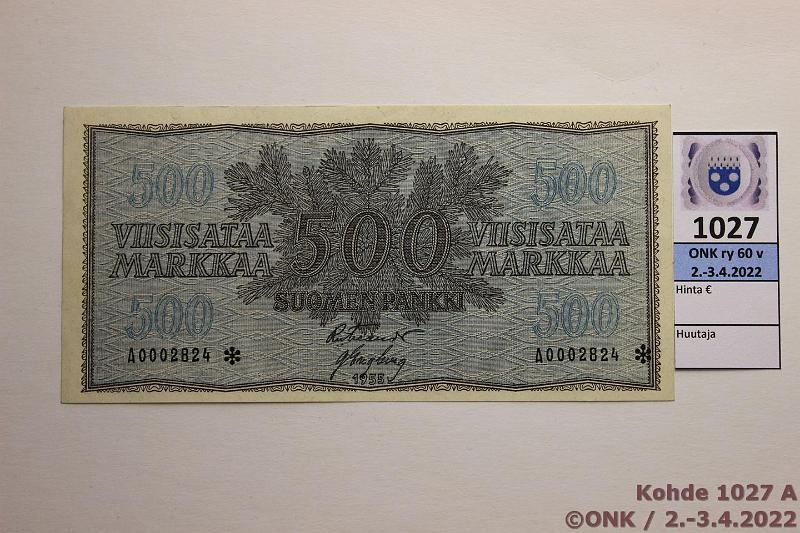 500 500
VIISISATAA 500 VIISISATAA
MARKKAA MARKKAA
SUOMEN PANKKI
500 500
A0002824 * A0002824 *
1955
1027
ONK ry 60 v
2.-3.4.2022
Hinta €
Huutaja
Kohde 1027 A
©ONK / 2.-3.4.2022